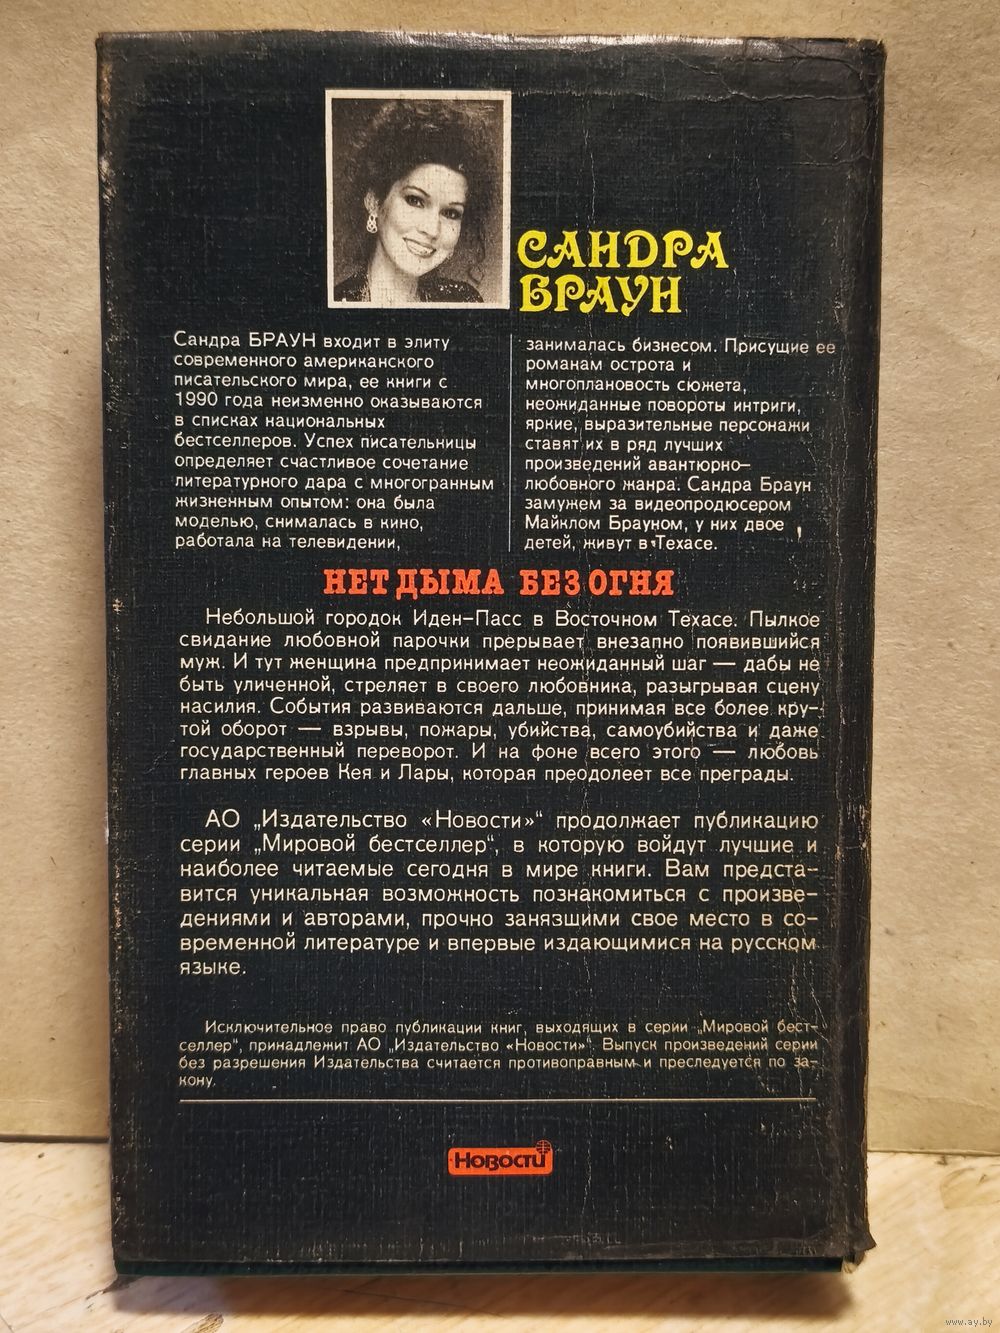 САНДРА
БРАУН
Сандра БРАУН входит в элиту
современного американского
писательского мира, ее книги с
1990 года неизменно оказываются
в списках национальных
бестселлеров. Успех писательницы
определяет счастливое сочетание
литературного дара с многогранным
жизненным опытом: она была
моделью, снималась в кино,
работала на телевидении,
занималась бизнесом. Присущие ее
романам острота и
многоплановость сюжета,
неожиданные повороты интриги,
яркие, выразительные персонажи
ставят их в ряд лучших
произведений авантюрно-
любовного жанра. Сандра Браун
замужем за видеопродюсером
Майклом Брауном, у них двое
детей, живут в Техасе.
НЕТ ДЫМА БЕЗ ОГНЯ
Небольшой городок Иден-Пасс в Восточном Техасе. Пылкое
свидание любовной парочки прерывает внезапно появившийся
муж. И тут женщина предпринимает неожиданный шаг — дабы не
быть уличенной, стреляет в своего любовника, разыгрывая сцену
насилия. События развиваются дальше, принимая все более кру-
той оборот — взрывы, пожары, убийства, самоубийства и даже
государственный переворот. И на фоне всего этого — любовь
главных героев Кея и Лары, которая преодолеет все преграды.
АО „Издательство «Новости»“ продолжает публикацию
серии „Мировой бестселлер“, в которую войдут лучшие и
наиболее читаемые сегодня в мире книги. Вам предста-
вится уникальная возможность познакомиться с произве-
дениями и авторами, прочно занявшими свое место в со-
временной литературе и впервые издающимися на русском
языке.
Исключительное право публикации книг, выходящих в серии „Мировой бест-
селлер“, принадлежит АО „Издательство «Новости»“. Выпуск произведений серии
без разрешения Издательства считается противоправным и преследуется по за-
кону.
Новости
www.ay.by